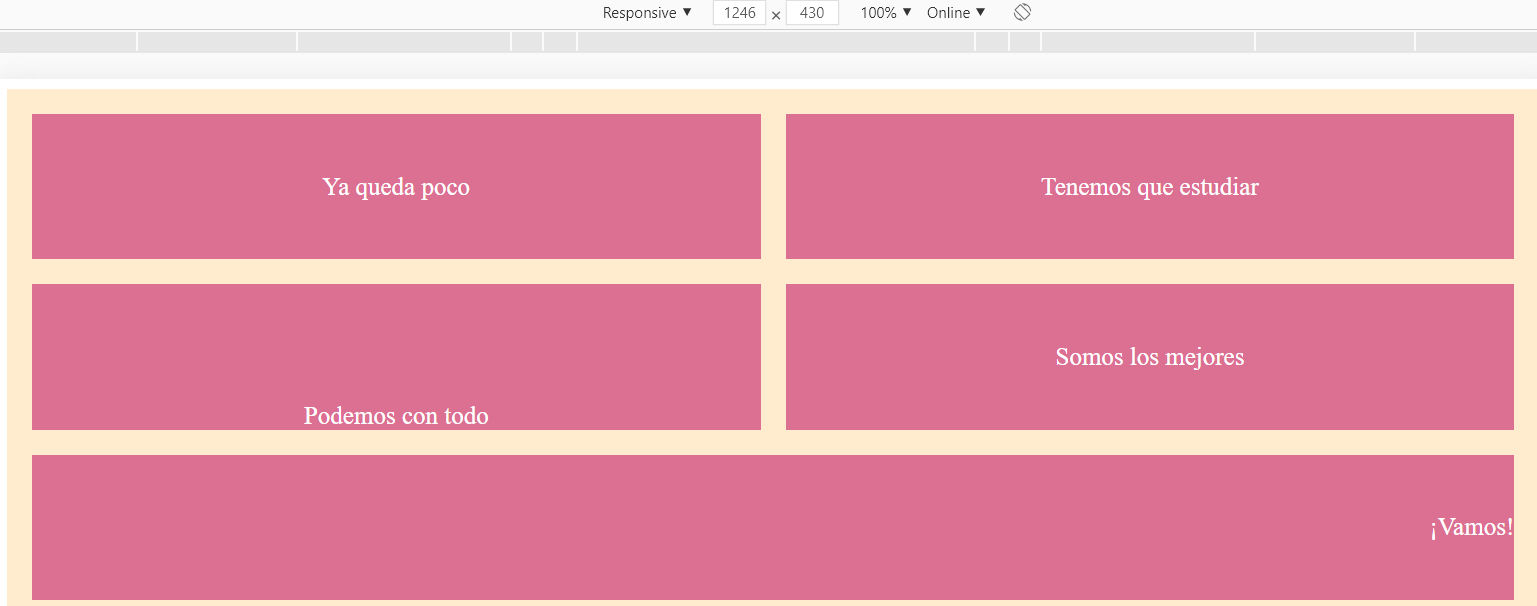 Responsive ▼ 1246 × 430 100% ▼ Online ▼
Ya queda poco
Tenemos que estudiar
Podemos con todo
Somos los mejores
¡Vamos!